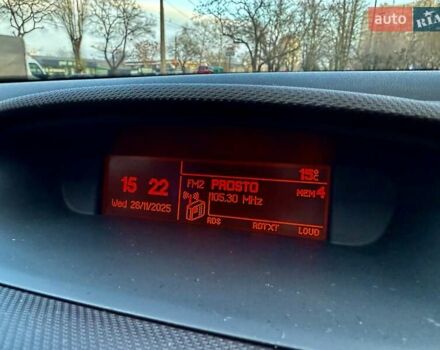 auto RIA
15°C
15 22
FM2 PROSTO
MEM4
105.30 MHz
Wed 26/11/2025
RDS
RDTXT
LOUD